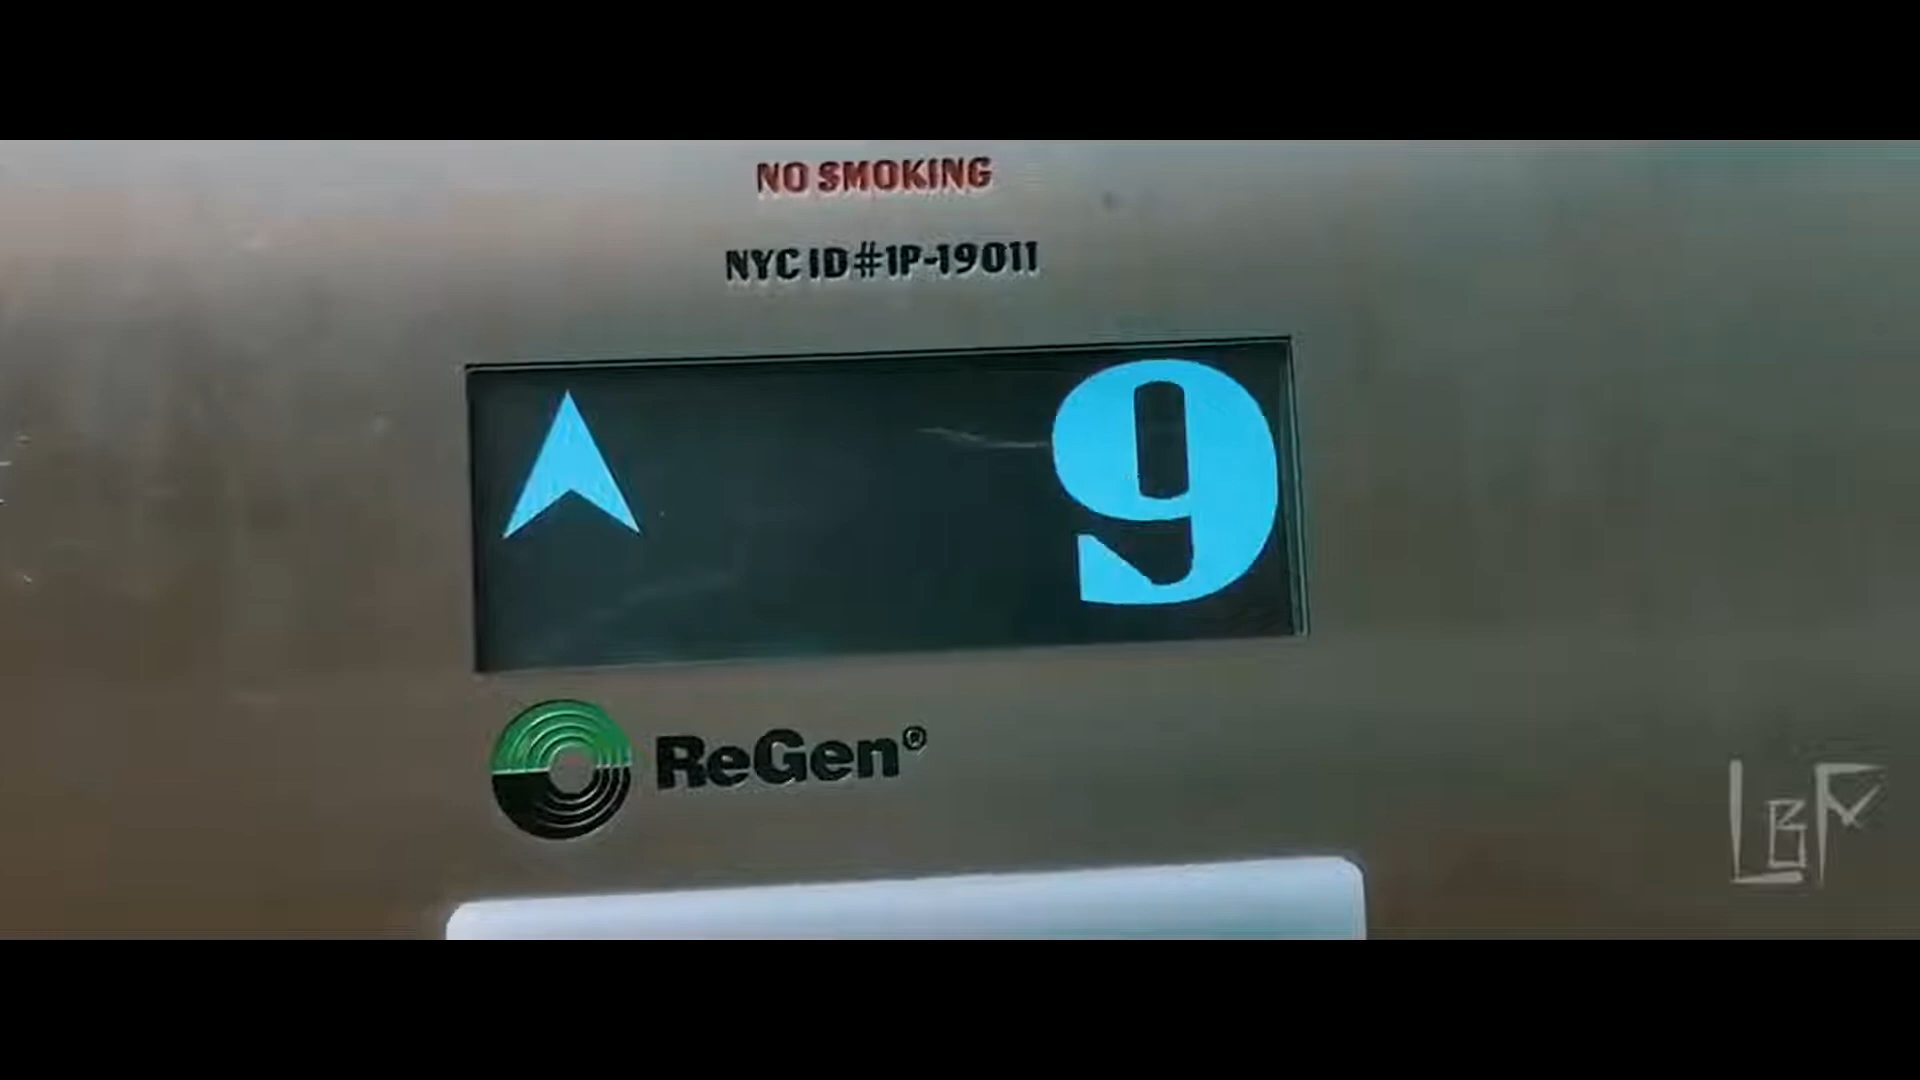 NO SMOKING
NYC ID#1P-19011
9
ReGen®
LBF